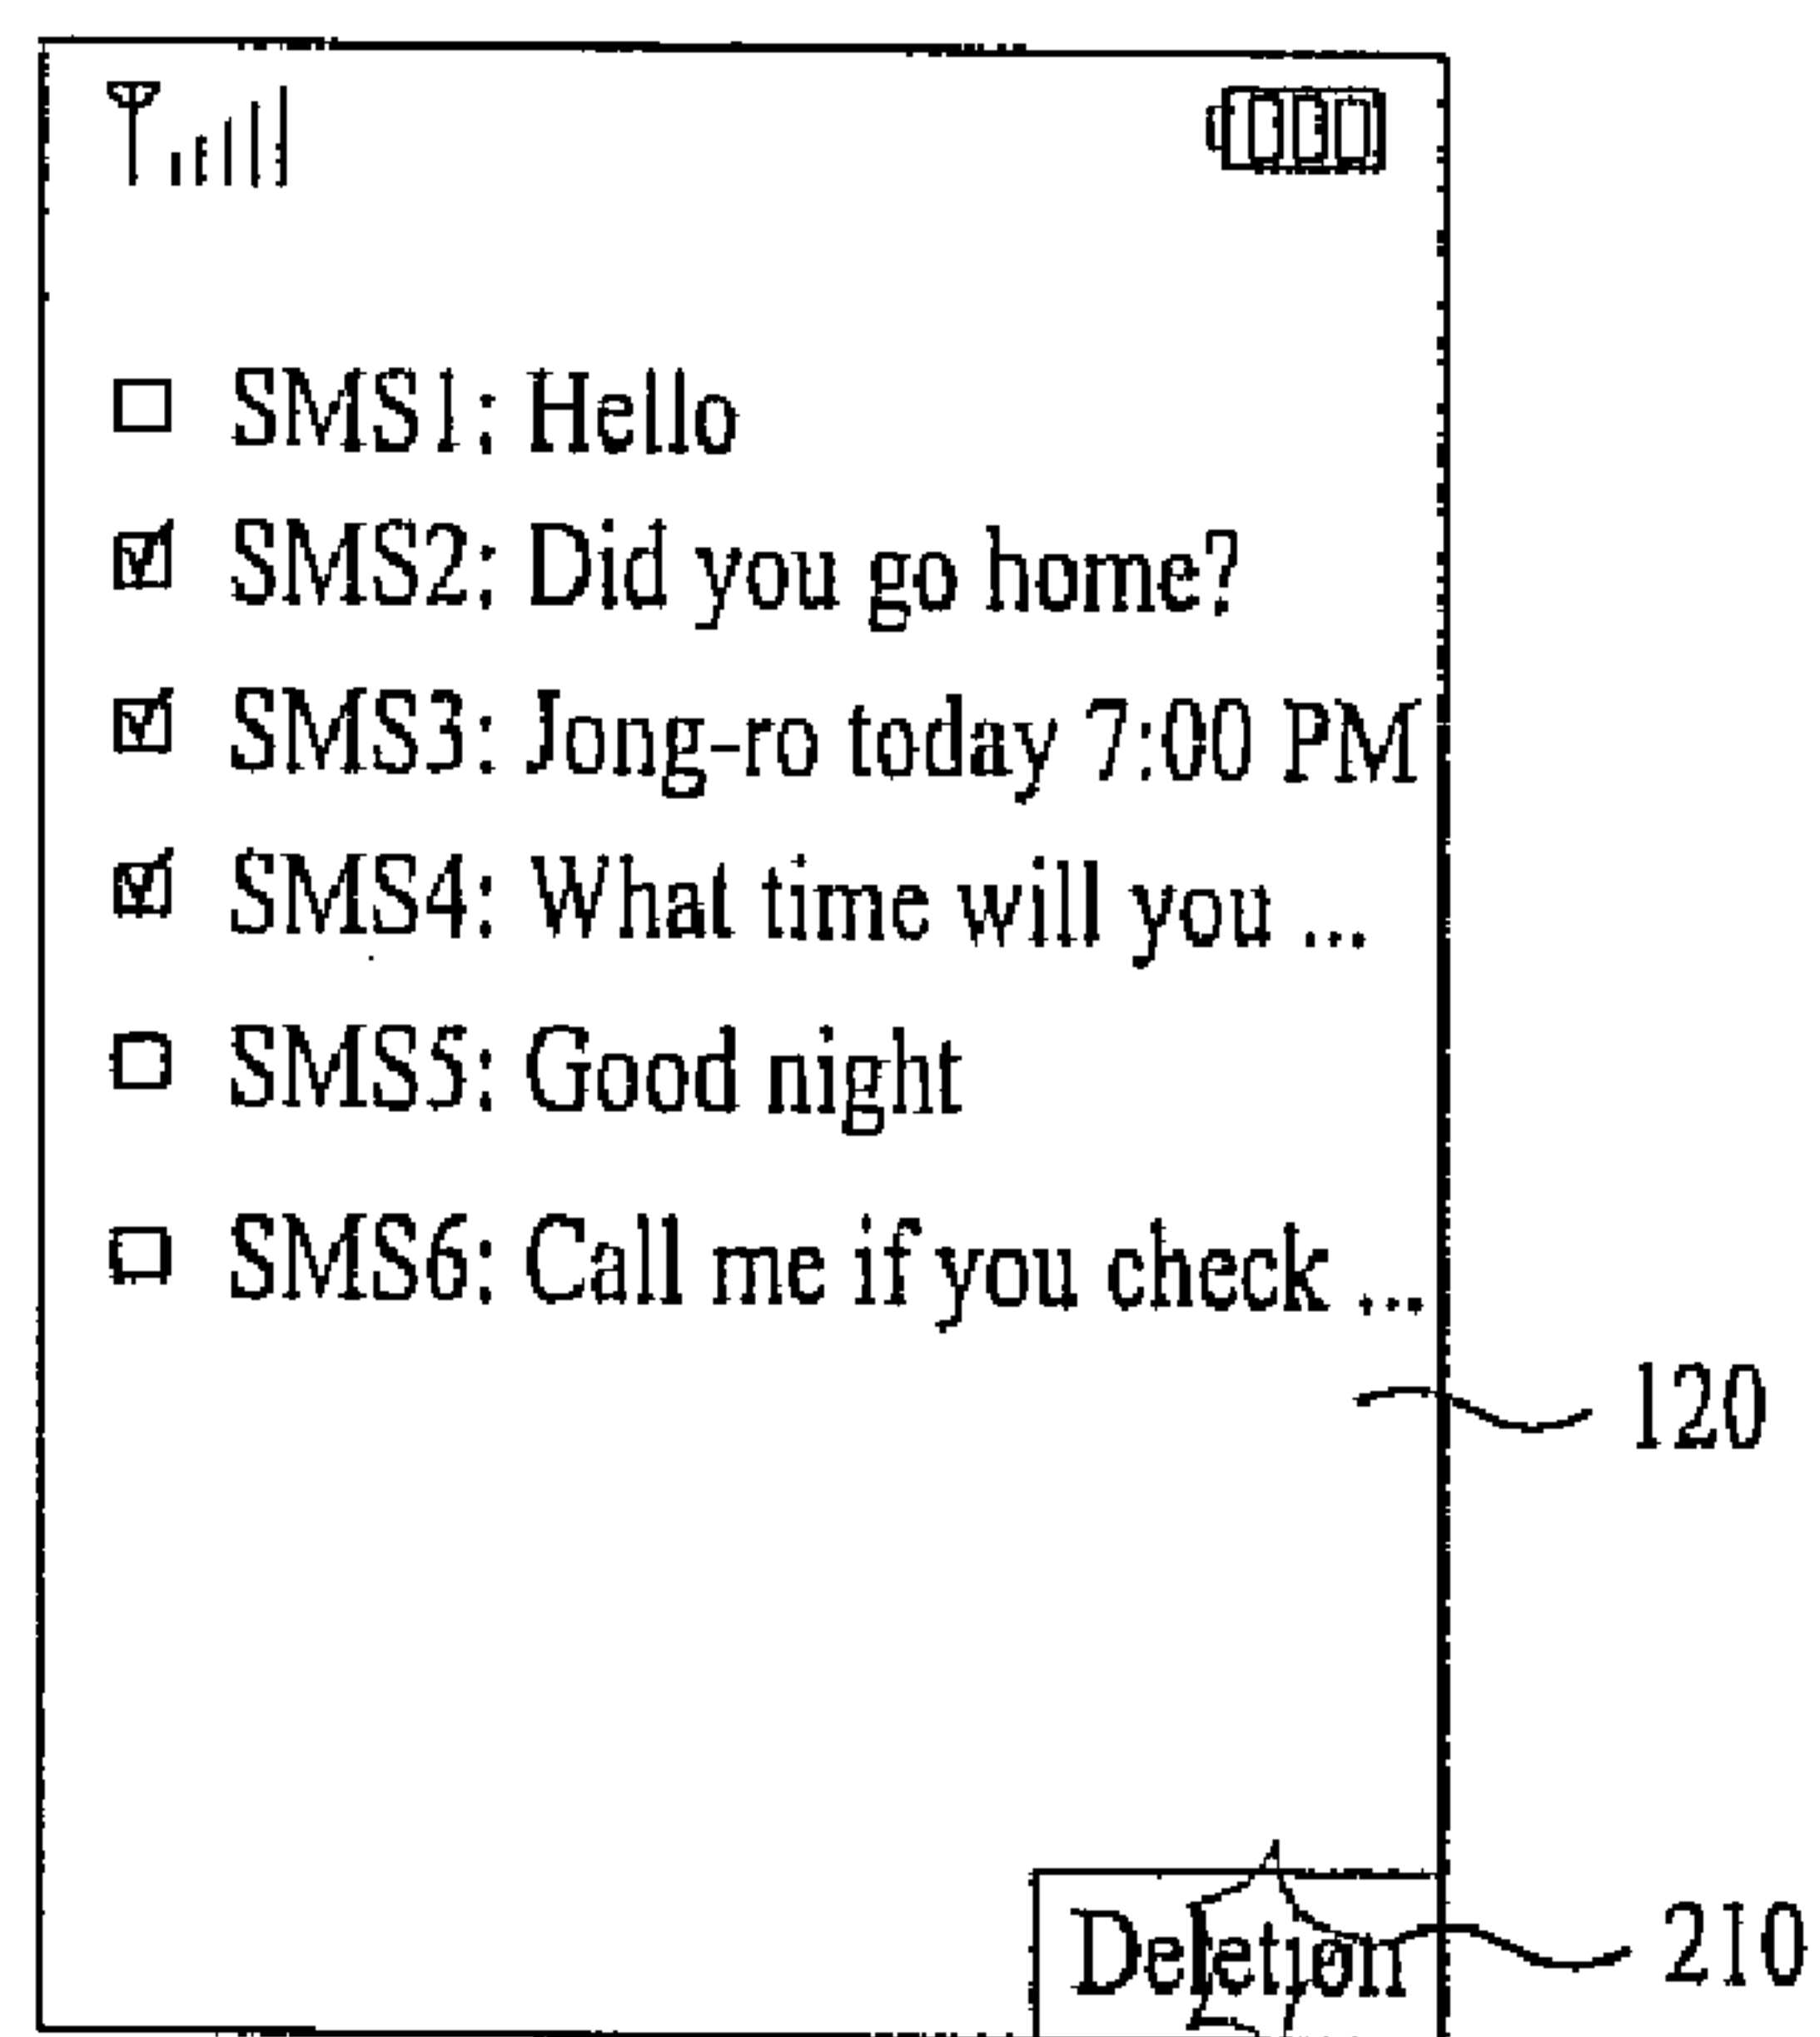 SMS1: Hello
SMS2: Did you go home?
SMS3: Jong-ro today 7:00 PM
SMS4: What time will you ...
SMS5: Good night
SMS6: Call me if you check ...
120
Deletion
210